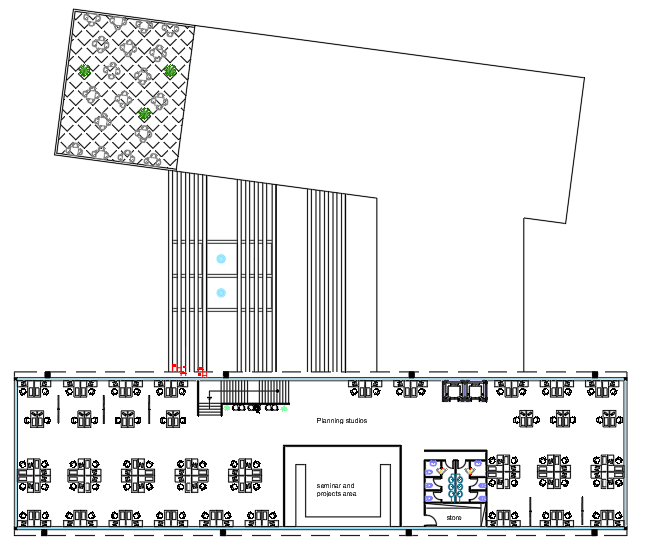 Planning studios
seminar and
projects area
store